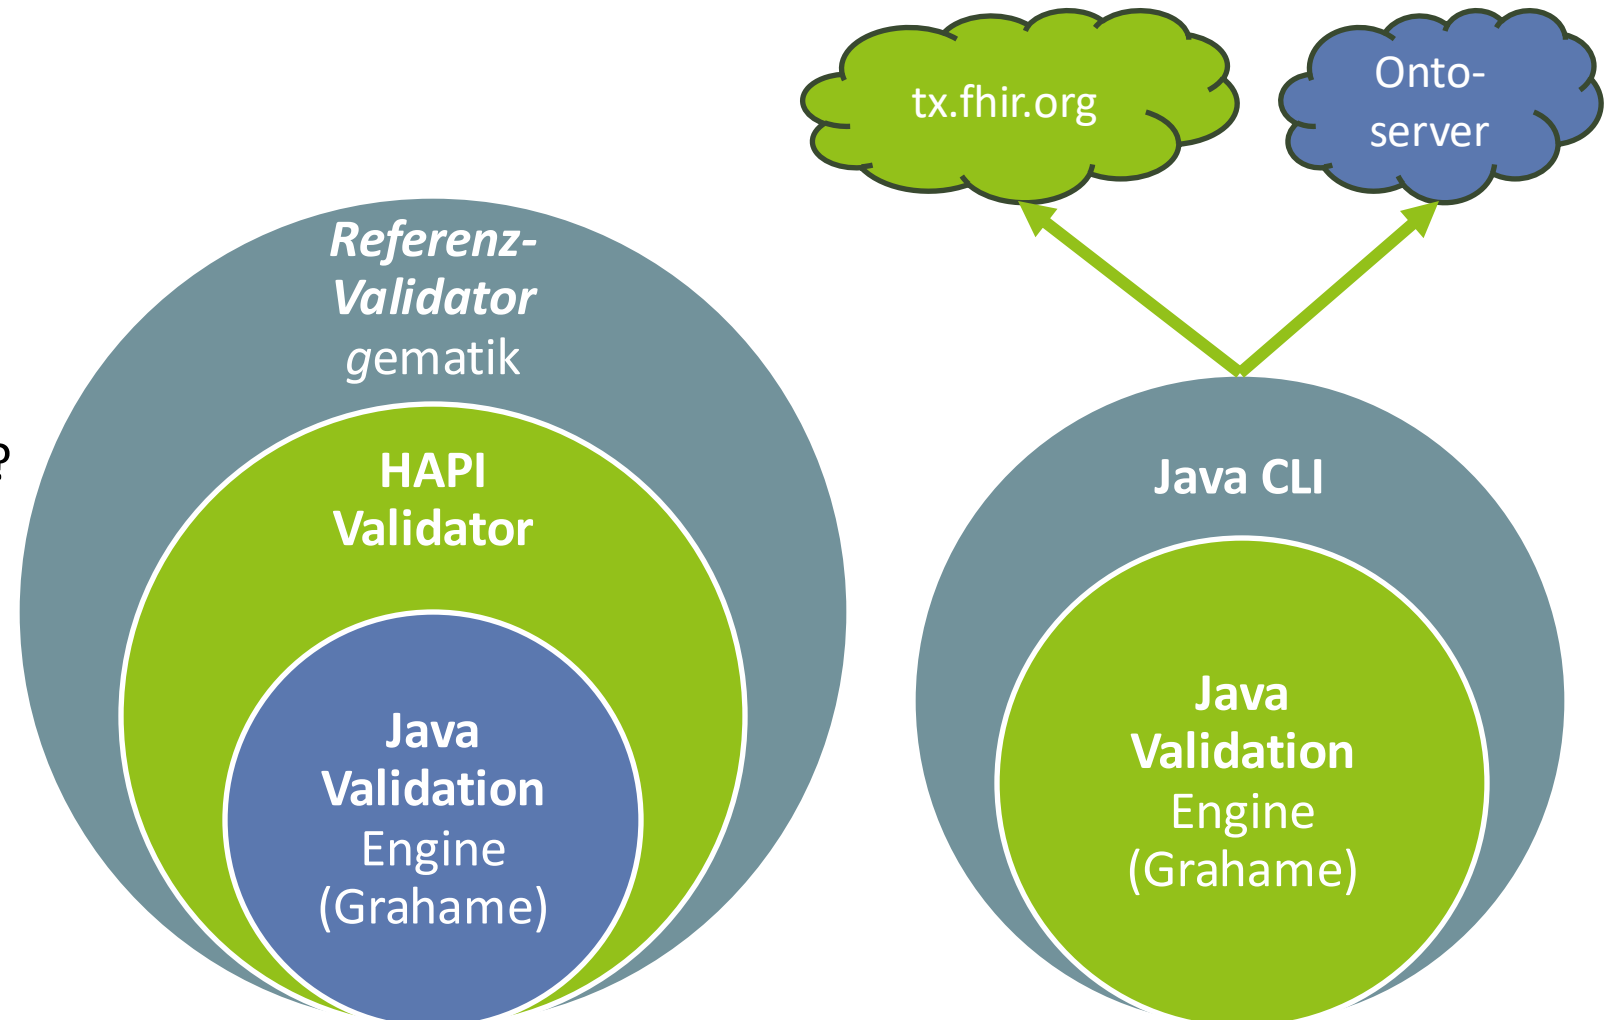 tx.fhir.org
Onto-
server
Referenz-
Validator
gematik
?
HAPI
Validator
Java
Validation
Engine
(Grahame)
Java CLI
Java
Validation
Engine
(Grahame)